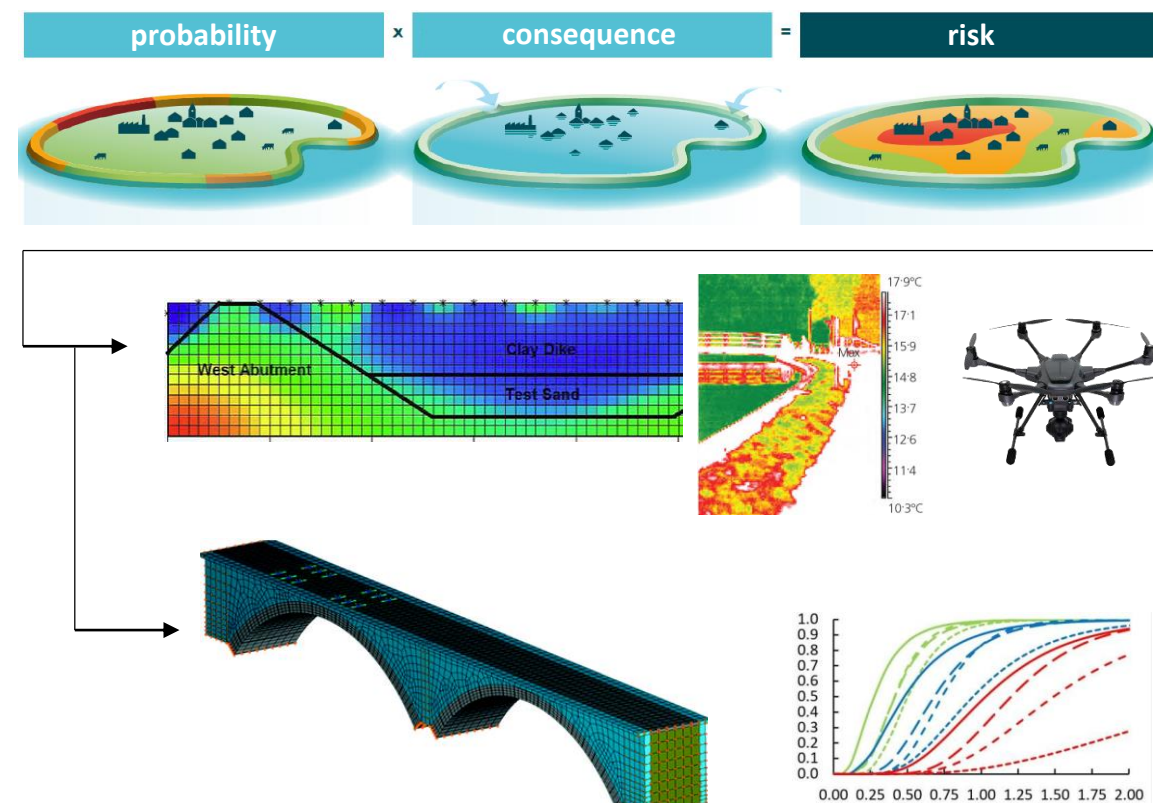 probability x consequence = risk
Clay Dike
West Abutment
Test Sand
17·9ºC
17·1
15·9
14·8
13·7
12·6
11·4
10·3ºC
Max
1.0
0.9
0.8
0.7
0.6
0.5
0.4
0.3
0.2
0.1
0.0
0.00 0.25 0.50 0.75 1.00 1.25 1.50 1.75 2.00